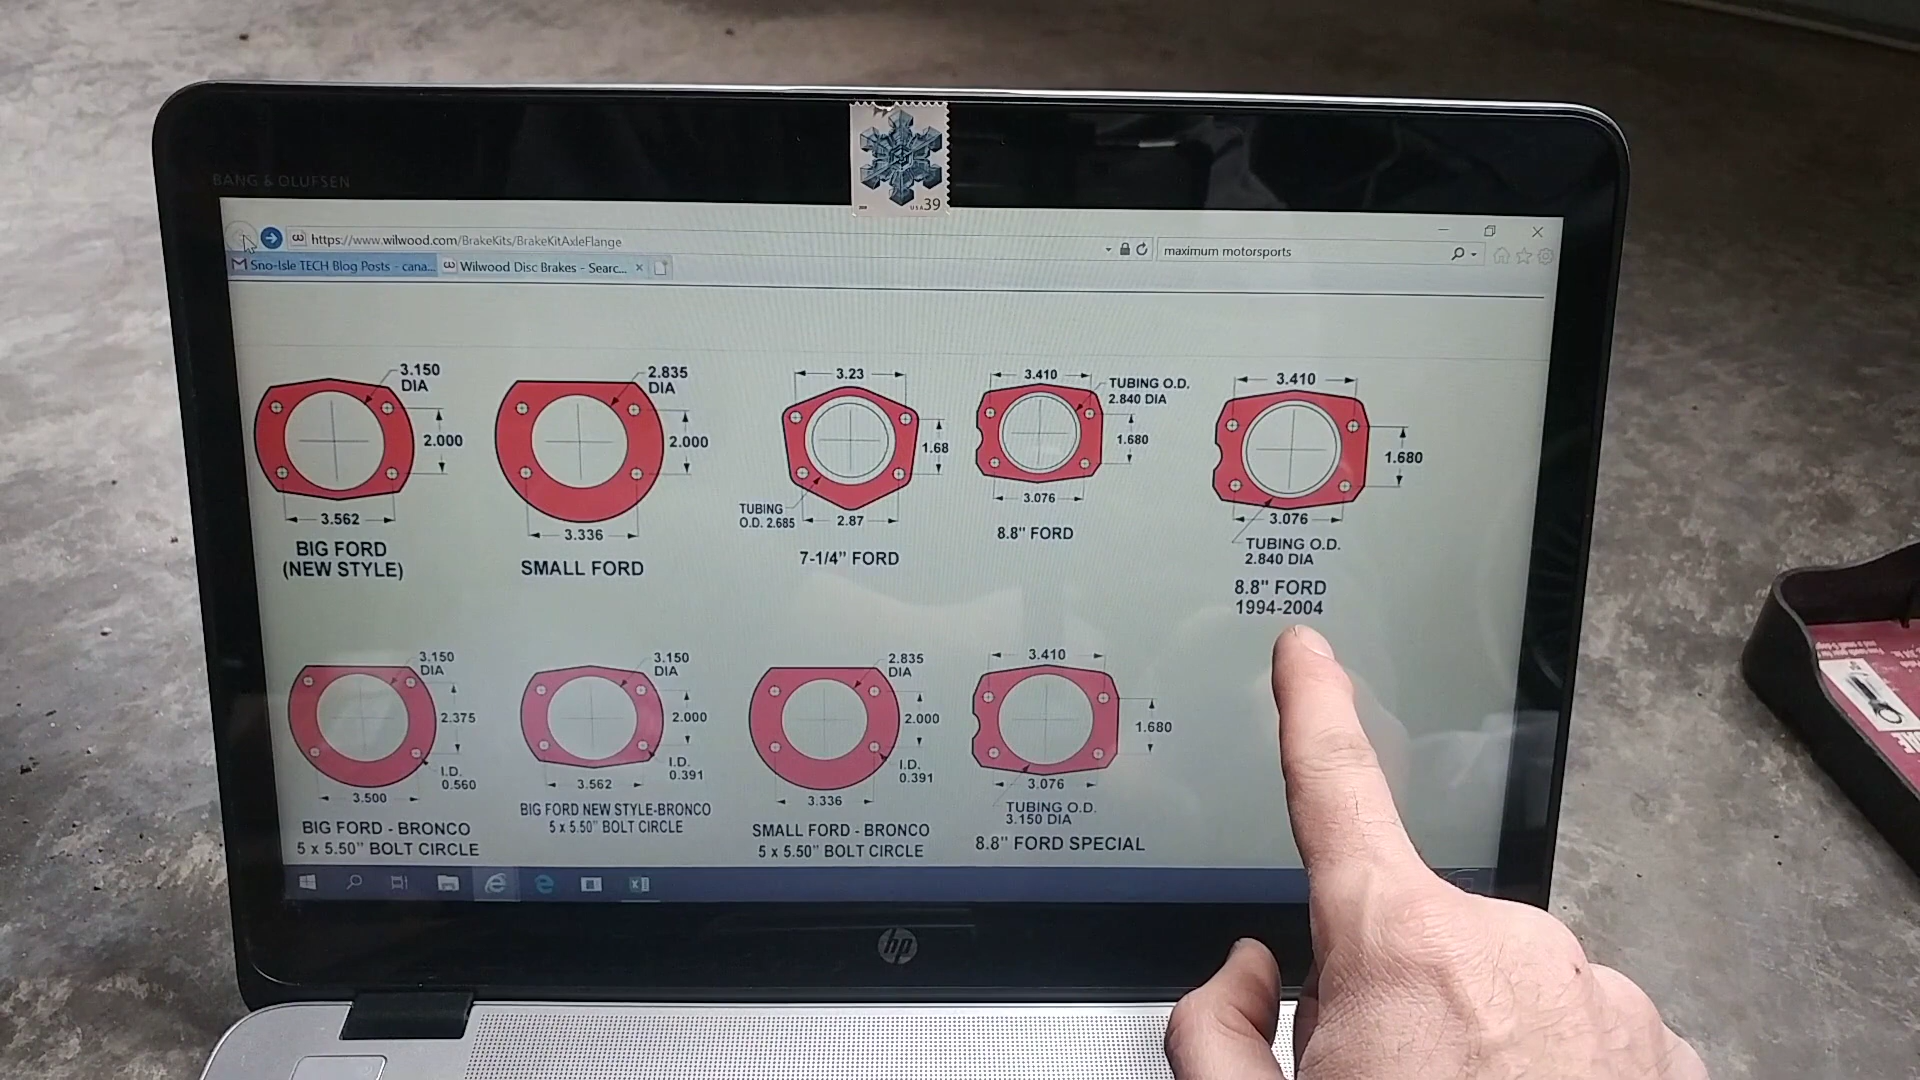 BANG & OLUFSEN
USA 39
https://www.wilwood.com/BrakeKits/BrakeKitAxleFlange
maximum motorsports
Sno-Isle TECH Blog Posts - cana...
Wilwood Disc Brakes - Searc...
3.150
DIA
2.000
3.562
BIG FORD
(NEW STYLE)
2.835
DIA
2.000
3.336
SMALL FORD
3.23
1.68
TUBING
O.D. 2.685
2.87
7-1/4" FORD
3.410
TUBING O.D.
2.840 DIA
1.680
3.076
8.8" FORD
3.410
1.680
3.076
TUBING O.D.
2.840 DIA
8.8" FORD
1994-2004
3.150
DIA
2.375
I.D.
0.560
3.500
BIG FORD - BRONCO
5 x 5.50" BOLT CIRCLE
3.150
DIA
2.000
I.D.
0.391
3.562
BIG FORD NEW STYLE-BRONCO
5 x 5.50" BOLT CIRCLE
2.835
DIA
2.000
I.D.
0.391
3.336
SMALL FORD - BRONCO
5 x 5.50" BOLT CIRCLE
3.410
1.680
3.076
TUBING O.D.
3.150 DIA
8.8" FORD SPECIAL
hp